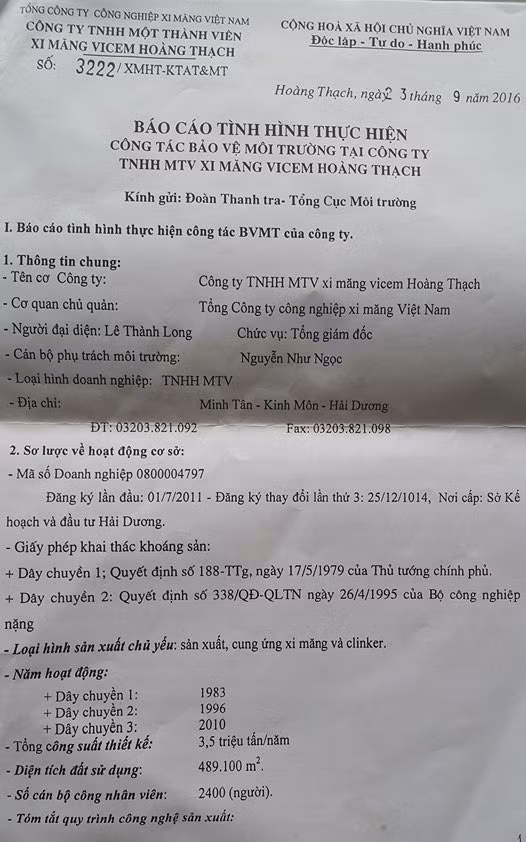 TỔNG CÔNG TY CÔNG NGHIỆP XI MĂNG VIỆT NAM
CÔNG TY TNHH MỘT THÀNH VIÊN
XI MĂNG VICEM HOÀNG THẠCH
SỐ: 3222/XMHT-KTAT&MT
CỘNG HOÀ XÃ HỘI CHỦ NGHĨA VIỆT NAM
Độc lập - Tự do - Hạnh phúc
Hoàng Thạch, ngày 23 tháng 9 năm 2016
BÁO CÁO TÌNH HÌNH THỰC HIỆN
CÔNG TÁC BẢO VỆ MÔI TRƯỜNG TẠI CÔNG TY
TNHH MTV XI MĂNG VICEM HOÀNG THẠCH
Kính gửi: Đoàn Thanh tra- Tổng Cục Môi trường
I. Báo cáo tình hình thực hiện công tác BVMT của công ty.
1. Thông tin chung:
- Tên cơ Công ty: Công ty TNHH MTV xi măng vicem Hoàng Thạch
- Cơ quan chủ quản: Tổng Công ty công nghiệp xi măng Việt Nam
- Người đại diện: Lê Thành Long Chức vụ: Tổng giám đốc
- Cán bộ phụ trách môi trường: Nguyễn Như Ngọc
- Loại hình doanh nghiệp: TNHH MTV
- Địa chỉ: Minh Tân - Kinh Môn - Hải Dương
ĐT: 03203.821.092 Fax: 03203.821.098
2. Sơ lược về hoạt động cơ sở:
- Mã số Doanh nghiệp 0800004797
Đăng ký lần đầu: 01/7/2011 - Đăng ký thay đổi lần thứ 3: 25/12/1014, Nơi cấp: Sở Kế
hoạch và đầu tư Hải Dương.
- Giấy phép khai thác khoáng sản:
+ Dây chuyền 1; Quyết định số 188-TTg, ngày 17/5/1979 của Thủ tướng chính phủ.
+ Dây chuyền 2: Quyết định số 338/QĐ-QLTN ngày 26/4/1995 của Bộ công nghiệp
nặng
- Loại hình sản xuất chủ yếu: sản xuất, cung ứng xi măng và clinker.
- Năm hoạt động:
+ Dây chuyền 1: 1983
+ Dây chuyền 2: 1996
+ Dây chuyền 3: 2010
- Tổng công suất thiết kế: 3,5 triệu tấn/năm
- Diện tích đất sử dụng: 489.100 m².
- Số cán bộ công nhân viên: 2400 (người).
- Tóm tắt quy trình công nghệ sản xuất:
1